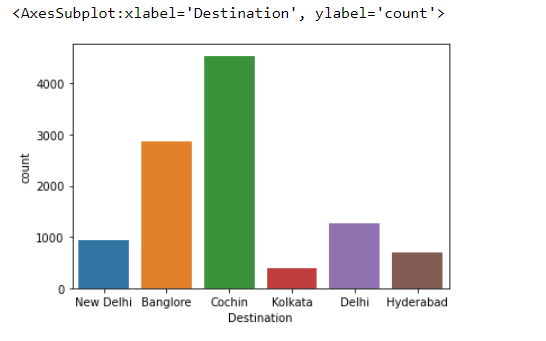 <AxesSubplot:xlabel='Destination', ylabel='count'>
4000
3000
2000
1000
0
count
New Delhi Banglore Cochin Kolkata Delhi Hyderabad
Destination